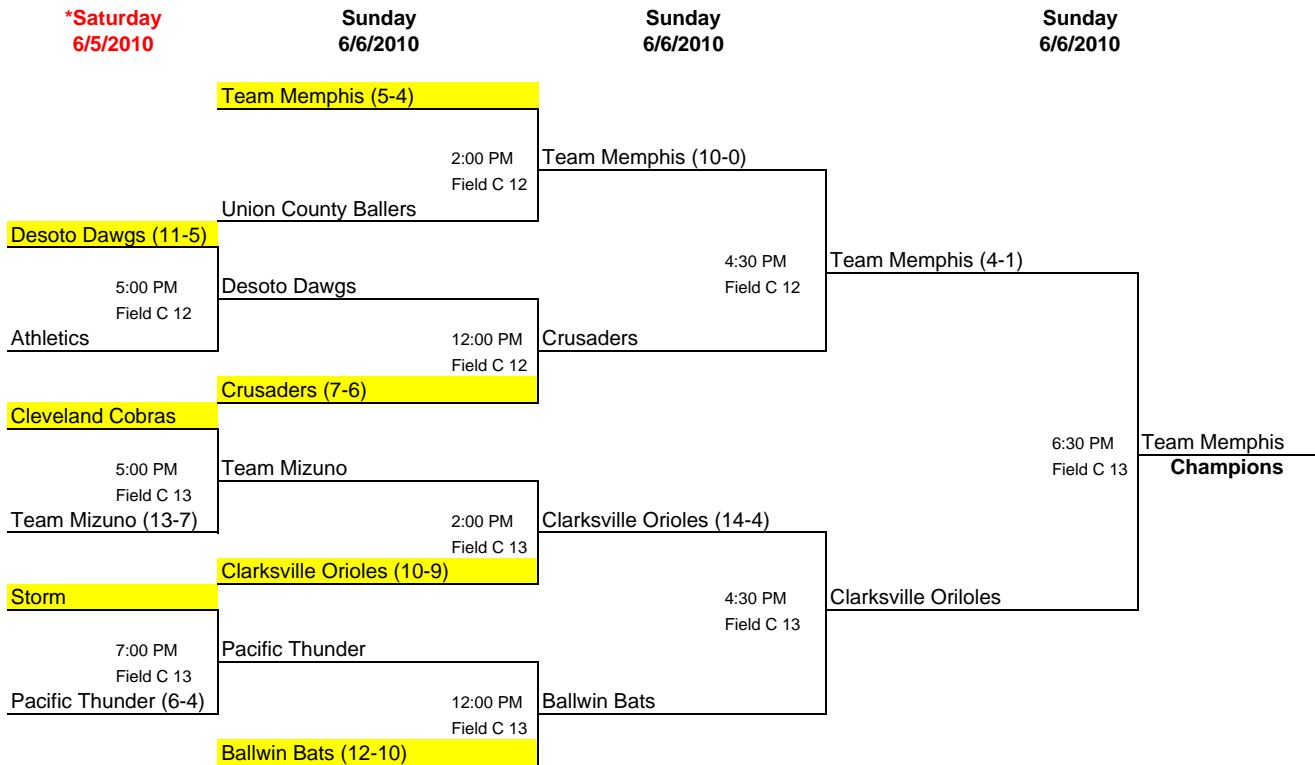 *Saturday
6/5/2010
Sunday
6/6/2010
Sunday
6/6/2010
Sunday
6/6/2010
Team Memphis (5-4)
2:00 PM
Field C 12
Team Memphis (10-0)
Union County Ballers
Desoto Dawgs (11-5)
5:00 PM
Field C 12
Desoto Dawgs
4:30 PM
Field C 12
Team Memphis (4-1)
Athletics
12:00 PM
Field C 12
Crusaders
Crusaders (7-6)
Cleveland Cobras
5:00 PM
Field C 13
Team Mizuno
6:30 PM
Field C 13
Team Memphis
Champions
Team Mizuno (13-7)
2:00 PM
Field C 13
Clarksville Orioles (14-4)
Clarksville Orioles (10-9)
Storm
4:30 PM
Field C 13
Clarksville Oriloles
7:00 PM
Field C 13
Pacific Thunder
Pacific Thunder (6-4)
12:00 PM
Field C 13
Ballwin Bats
Ballwin Bats (12-10)